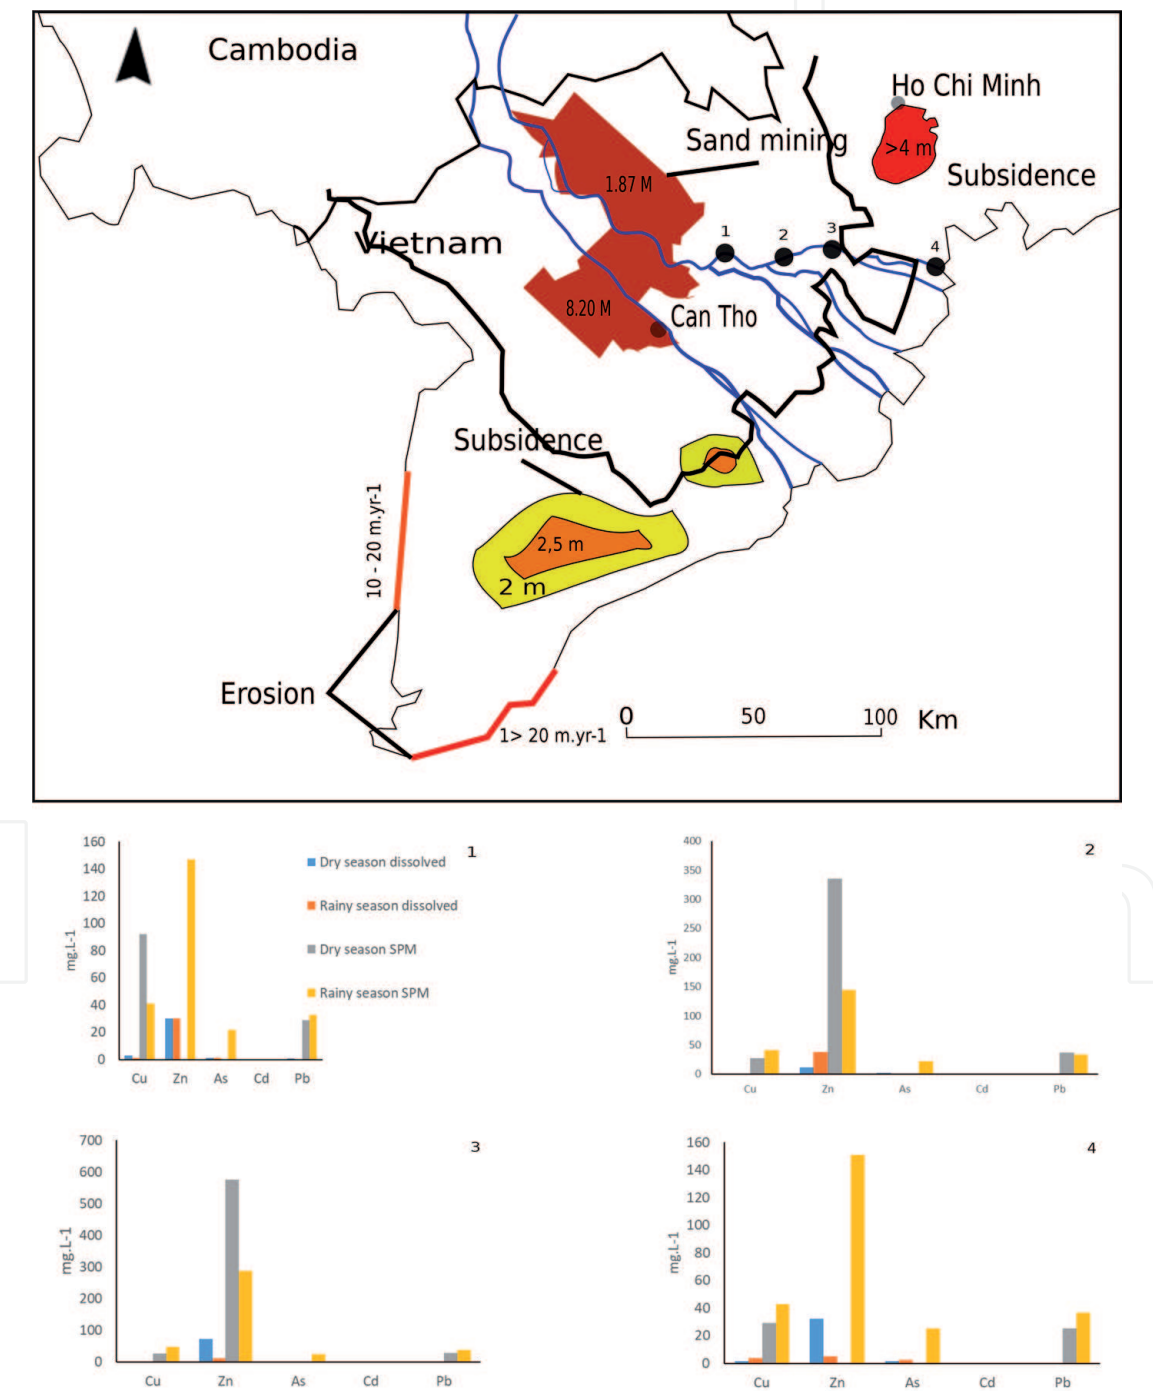 Cambodia
Ho Chi Minh
>4 m
Sand mining
Subsidence
1.87 M
Vietnam
1
2
3
4
8.20 M
Can Tho
Subsidence
10 - 20 m.yr-1
2,5 m
2 m
Erosion
1> 20 m.yr-1
0 50 100 Km
1
160
140
120
100
80
60
40
20
0
mg.L-1
Cu Zn As Cd Pb
Dry season dissolved
Rainy season dissolved
Dry season SPM
Rainy season SPM
2
400
350
300
250
200
150
100
50
0
mg.L-1
Cu Zn As Cd Pb
3
700
600
500
400
300
200
100
0
mg.L-1
Cu Zn As Cd Pb
4
160
140
120
100
80
60
40
20
0
mg.L-1
Cu Zn As Cd Pb